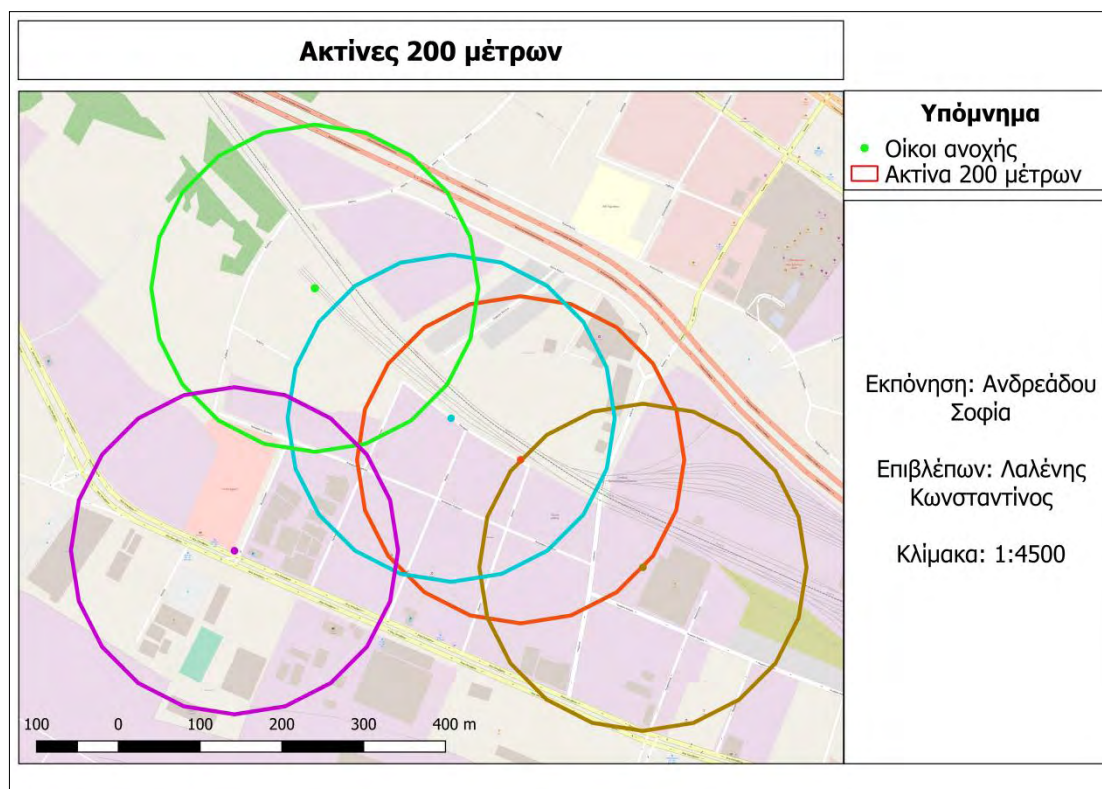 Ακτίνες 200 μέτρων
Υπόμνημα
Οίκοι ανοχής
Ακτίνα 200 μέτρων
Εκπόνηση: Ανδρεάδου
Σοφία
Επιβλέπων: Λαλένης
Κωνσταντίνος
Κλίμακα: 1:4500
100 0 100 200 300 400 m